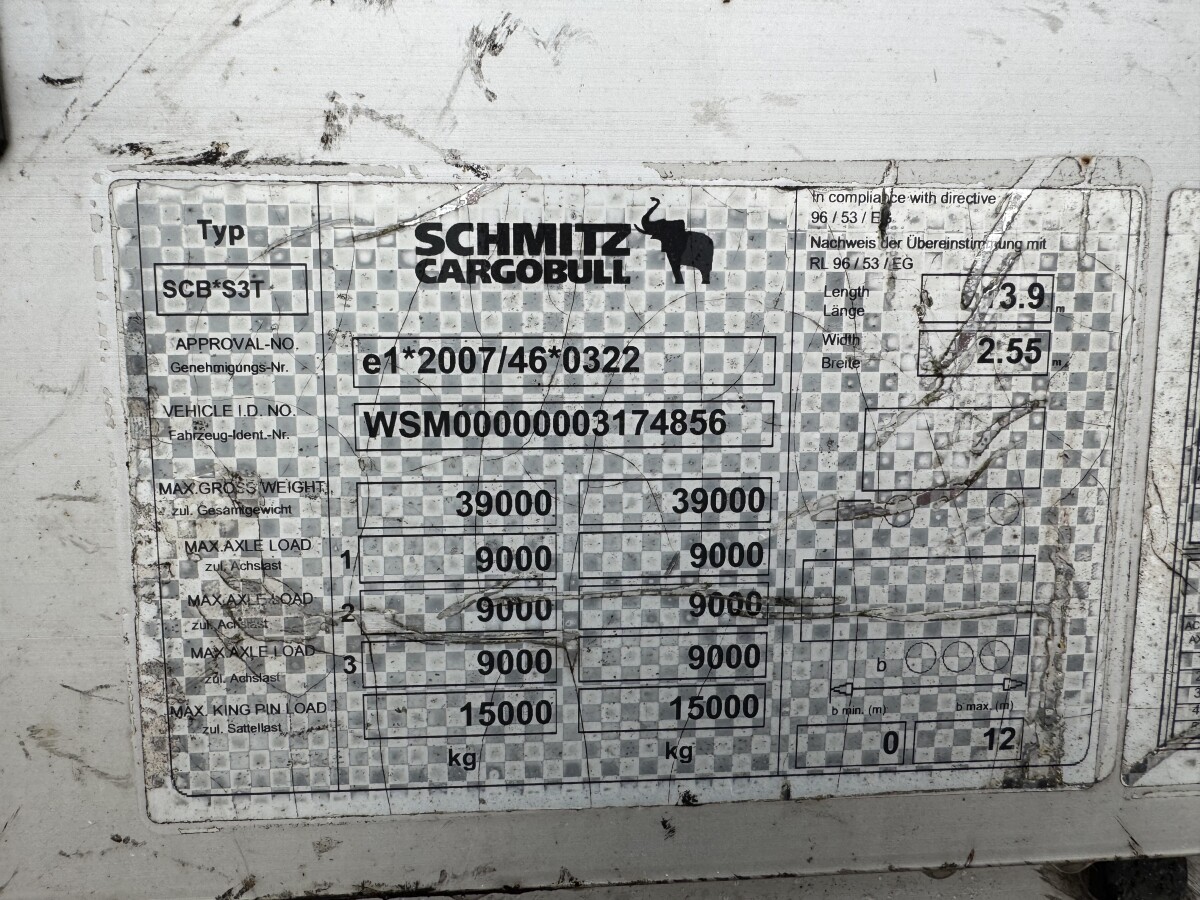 Typ
SCB*S3T
SCHMITZ
CARGOBULL
In compliance with directive
96 / 53 / EG
Nachweis der Übereinstimmung mit
RL 96 / 53 / EG
Length
Länge
13.9 m
Width
Breite
2.55 m
APPROVAL-NO.
Genehmigungs-Nr.
e1*2007/46*0322
VEHICLE I.D. NO.
Fahrzeug-Ident.-Nr.
WSM00000003174856
MAX.GROSS WEIGHT
zul. Gesamtgewicht
39000 39000
MAX.AXLE LOAD
zul. Achslast
1 9000 9000
MAX.AXLE LOAD
zul. Achslast
2 9000 9000
MAX.AXLE LOAD
zul. Achslast
3 9000 9000
MAX. KING PIN LOAD
zul. Sattellast
15000 15000
kg kg
b
b min. (m) b max. (m)
0 12